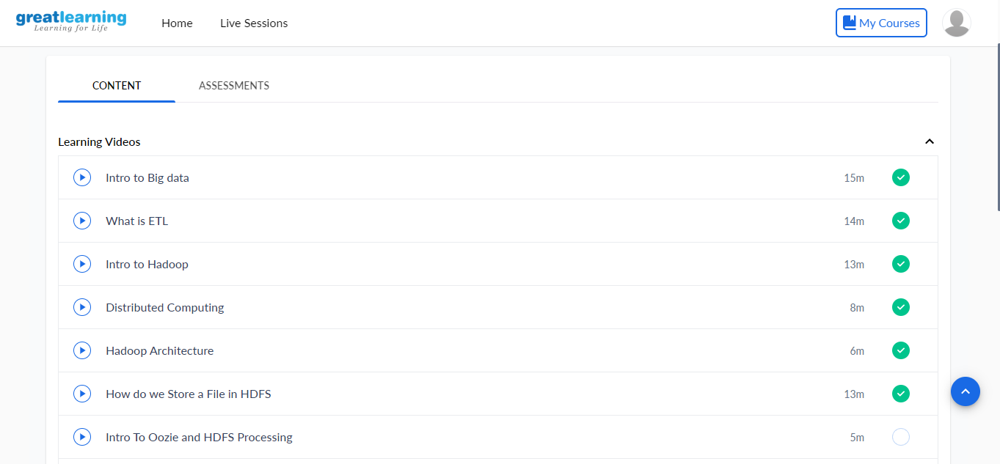 greatlearning
Learning for Life
Home
Live Sessions
My Courses
CONTENT
ASSESSMENTS
Learning Videos
Intro to Big data 15m
What is ETL 14m
Intro to Hadoop 13m
Distributed Computing 8m
Hadoop Architecture 6m
How do we Store a File in HDFS 13m
Intro To Oozie and HDFS Processing 5m